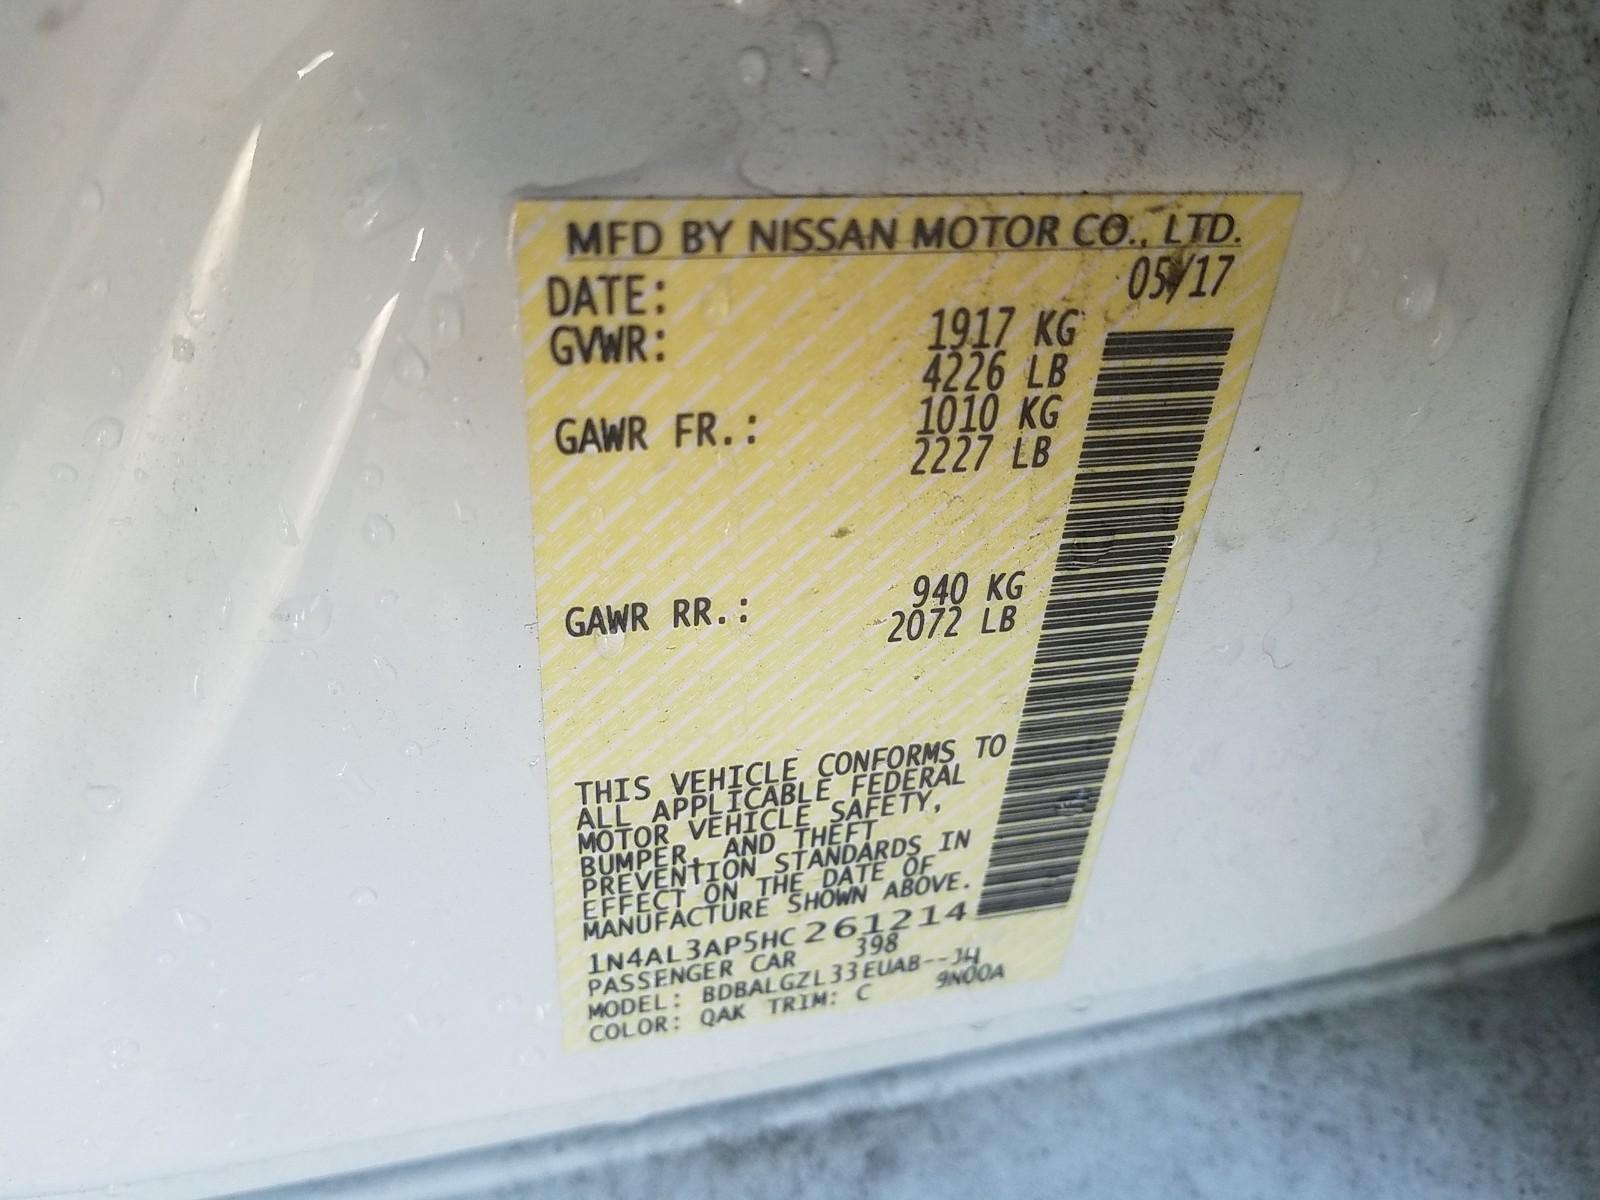 MFD BY NISSAN MOTOR CO., LTD.
DATE: 05/17
GVWR: 1917 KG
4226 LB
GAWR FR.: 1010 KG
2227 LB
GAWR RR.: 940 KG
2072 LB
THIS VEHICLE CONFORMS TO
ALL APPLICABLE FEDERAL
MOTOR VEHICLE SAFETY,
BUMPER, AND THEFT
PREVENTION STANDARDS IN
EFFECT ON THE DATE OF
MANUFACTURE SHOWN ABOVE.
1N4AL3AP5HC261214
PASSENGER CAR 398
MODEL: BDBALGZL33EUAB--J4
COLOR: QAK TRIM: C 9N00A